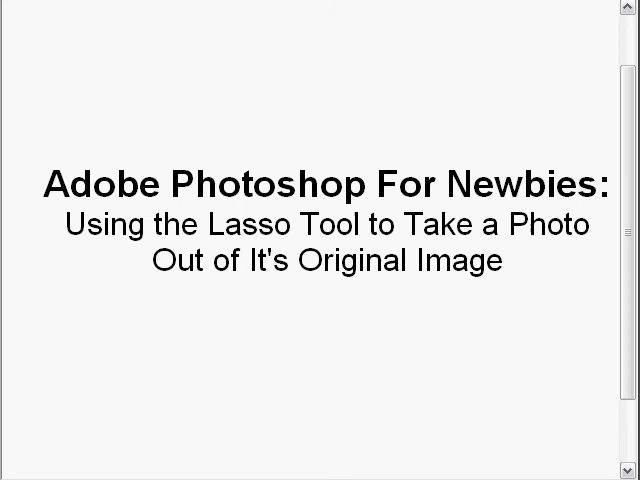 Adobe Photoshop For Newbies:
Using the Lasso Tool to Take a Photo
Out of It's Original Image